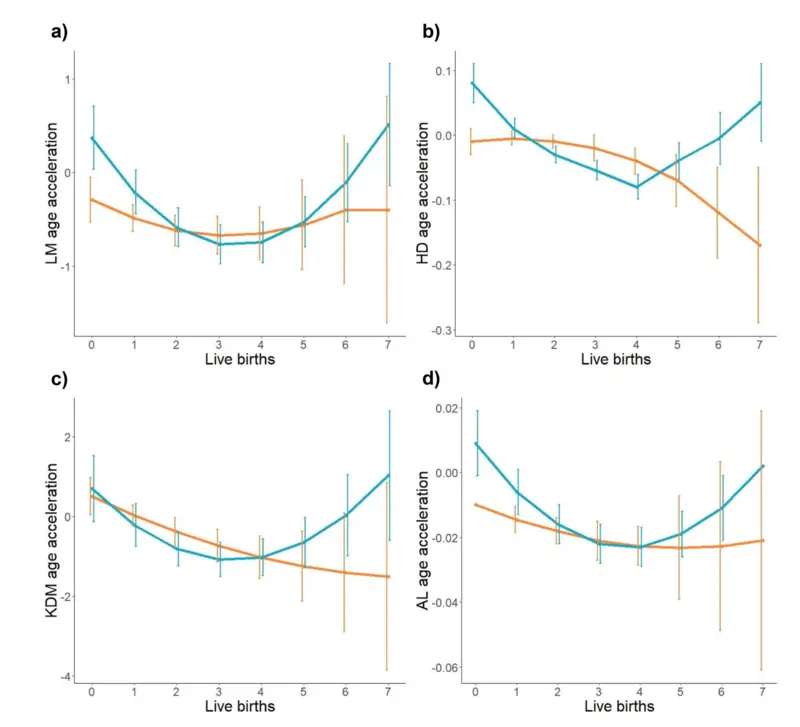 a)
1
0
-1
LM age acceleration
0 1 2 3 4 5 6 7
Live births
b)
0.1
0.0
-0.1
-0.2
-0.3
HD age acceleration
0 1 2 3 4 5 6 7
Live births
c)
2
0
-2
-4
KDM age acceleration
0 1 2 3 4 5 6 7
Live births
d)
0.02
0.00
-0.02
-0.04
-0.06
AL age acceleration
0 1 2 3 4 5 6 7
Live births